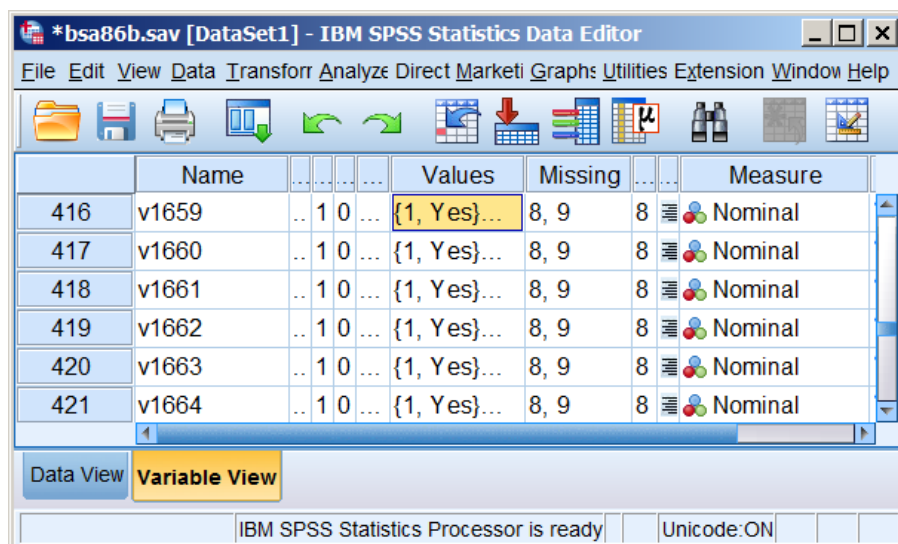 *bsa86b.sav [DataSet1] - IBM SPSS Statistics Data Editor
File Edit View Data Transforr Analyze Direct Marketi Graphs Utilities Extension Window Help
Name ... ... ... ... Values Missing ... ... Measure
416 v1659 .. 1 0 ... {1, Yes}... 8, 9 8 Nominal
417 v1660 .. 1 0 ... {1, Yes}... 8, 9 8 Nominal
418 v1661 .. 1 0 ... {1, Yes}... 8, 9 8 Nominal
419 v1662 .. 1 0 ... {1, Yes}... 8, 9 8 Nominal
420 v1663 .. 1 0 ... {1, Yes}... 8, 9 8 Nominal
421 v1664 .. 1 0 ... {1, Yes}... 8, 9 8 Nominal
Data View Variable View
IBM SPSS Statistics Processor is ready Unicode:ON